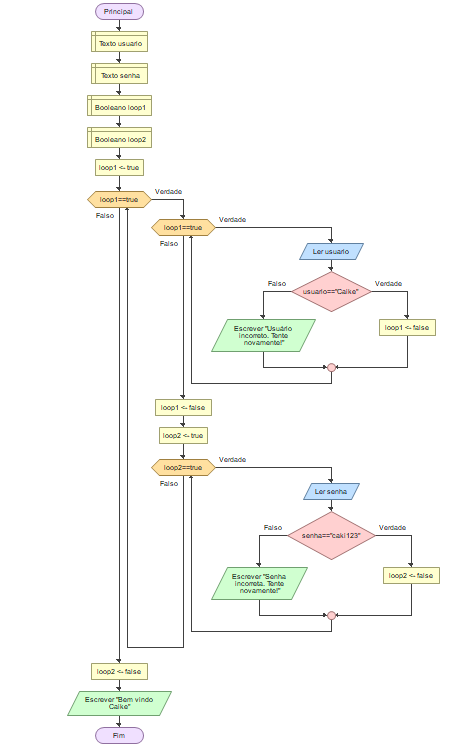 Principal
Texto usuario
Texto senha
Booleano loop1
Booleano loop2
loop1 <- true
loop1==true
Verdade
Falso
loop1==true
Verdade
Falso
Ler usuario
usuario=="Caike"
Falso
Verdade
Escrever "Usuário
incorreto. Tente
novamente!"
loop1 <- false
loop1 <- false
loop2 <- true
loop2==true
Verdade
Falso
Ler senha
senha=="caki123"
Falso
Verdade
Escrever "Senha
incorreta. Tente
novamente!"
loop2 <- false
loop2 <- false
Escrever "Bem vindo
Caike"
Fim